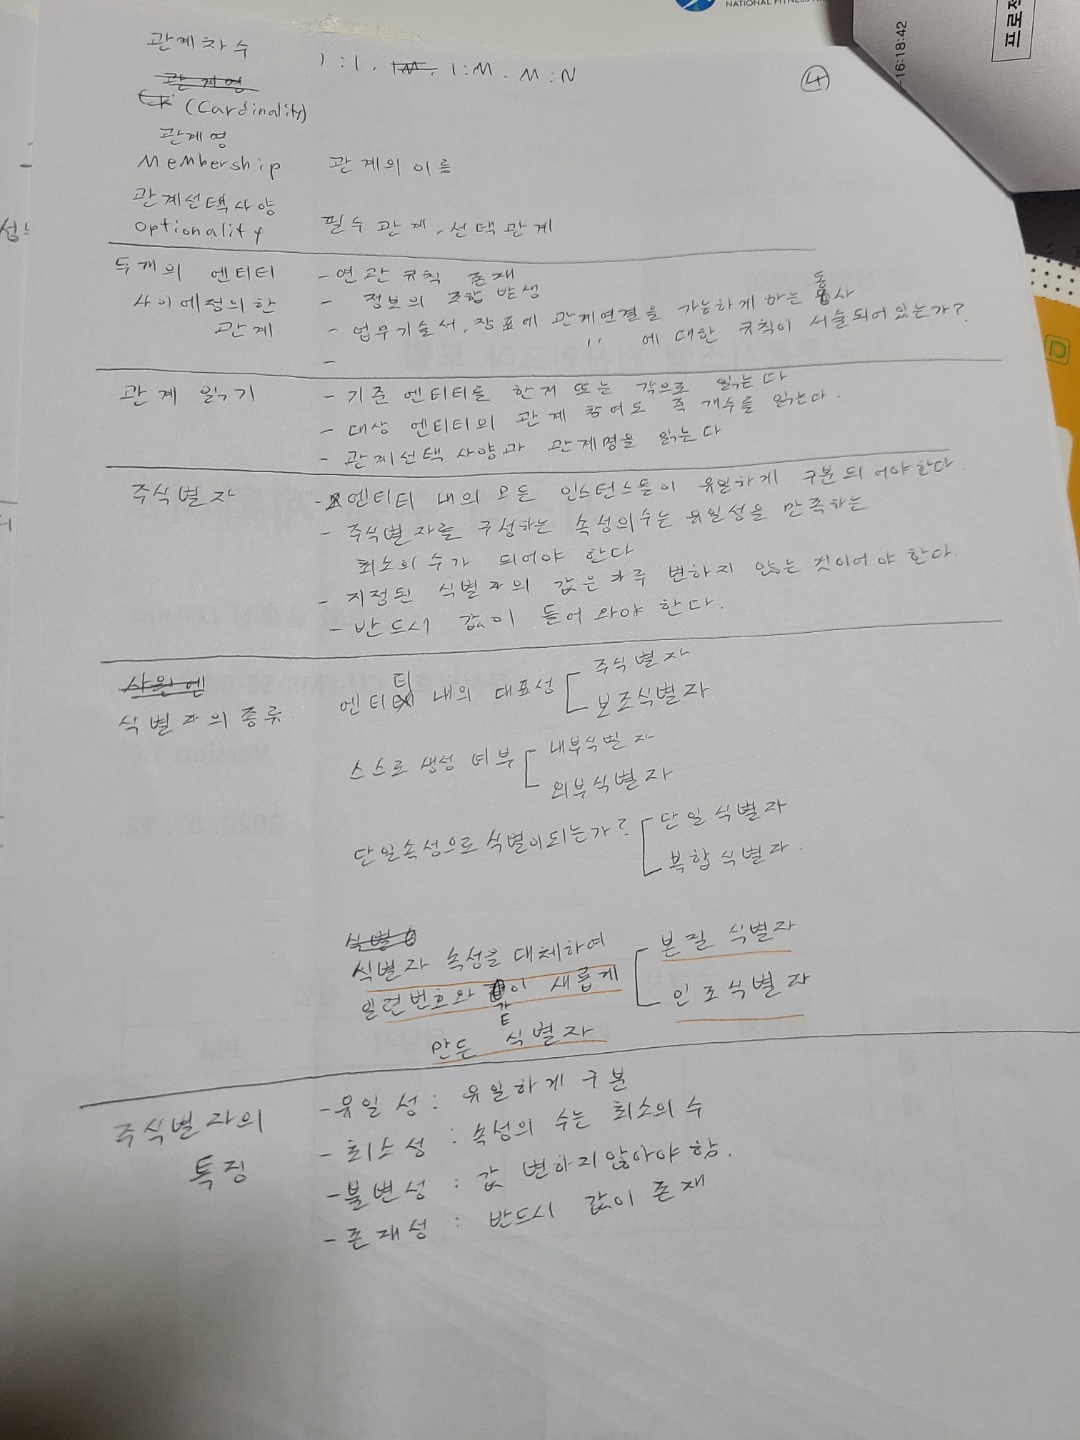 NATIONAL FITNESS
-16:18:42
프로젝
④
관계차수 1:1, 1:M, M:N
(Cardinality)
관계명
Membership 관계의 이름
관계선택사양
Optionality 필수관계, 선택관계
두개의 엔티티 - 연관규칙 존재
사이에정의한 - 정보의 조합 발생
관계 - 업무기술서, 장표에 관계연결을 가능하게 하는 동사
〃 에 대한 규칙이 서술되어있는가?
-
관계 읽기 - 기준 엔티티를 한개 또는 각으로 읽는다
- 대상 엔티티의 관계 참여도 즉 개수를 읽는다.
- 관계선택 사양과 관계명을 읽는다
주식별자 - 엔티티 내의 모든 인스턴스들이 유일하게 구분되어야한다.
- 주식별자를 구성하는 속성의수는 유일성을 만족하는
최소의 수가 되어야 한다
- 지정된 식별자의 값은 자주 변하지 않는 것이어야 한다.
- 반드시 값이 들어 와야 한다.
사원엔
식별자의 종류 엔티티 내의 대표성 주식별자
보조식별자
스스로 생성 여부 내부식별자
외부식별자
단일속성으로 식별이되는가? 단일식별자
복합식별자.
식별
식별자 속성을 대체하여 본질 식별자
일련번호와 같이 새롭게 인조식별자
만든 식별자
주식별자의 - 유일성 : 유일하게 구분
특징 - 최소성 : 속성의 수는 최소의 수
- 불변성 : 값 변하지않아야 함.
- 존재성 : 반드시 값이 존재
Version 1.0
2022. 07. 12.
PM